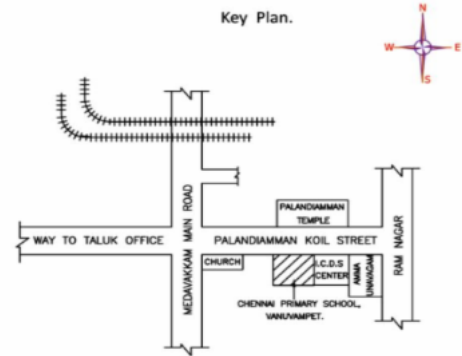 Key Plan.
N
W
E
S
MEDAVAKKAM MAIN ROAD
PALANDIAMMAN
TEMPLE
WAY TO TALUK OFFICE
PALANDIAMMAN KOIL STREET
RAM NAGAR
CHURCH
I.C.D.S
CENTER
AMMA
UNAVAGAM
CHENNAI PRIMARY SCHOOL,
VANUVAMPET.